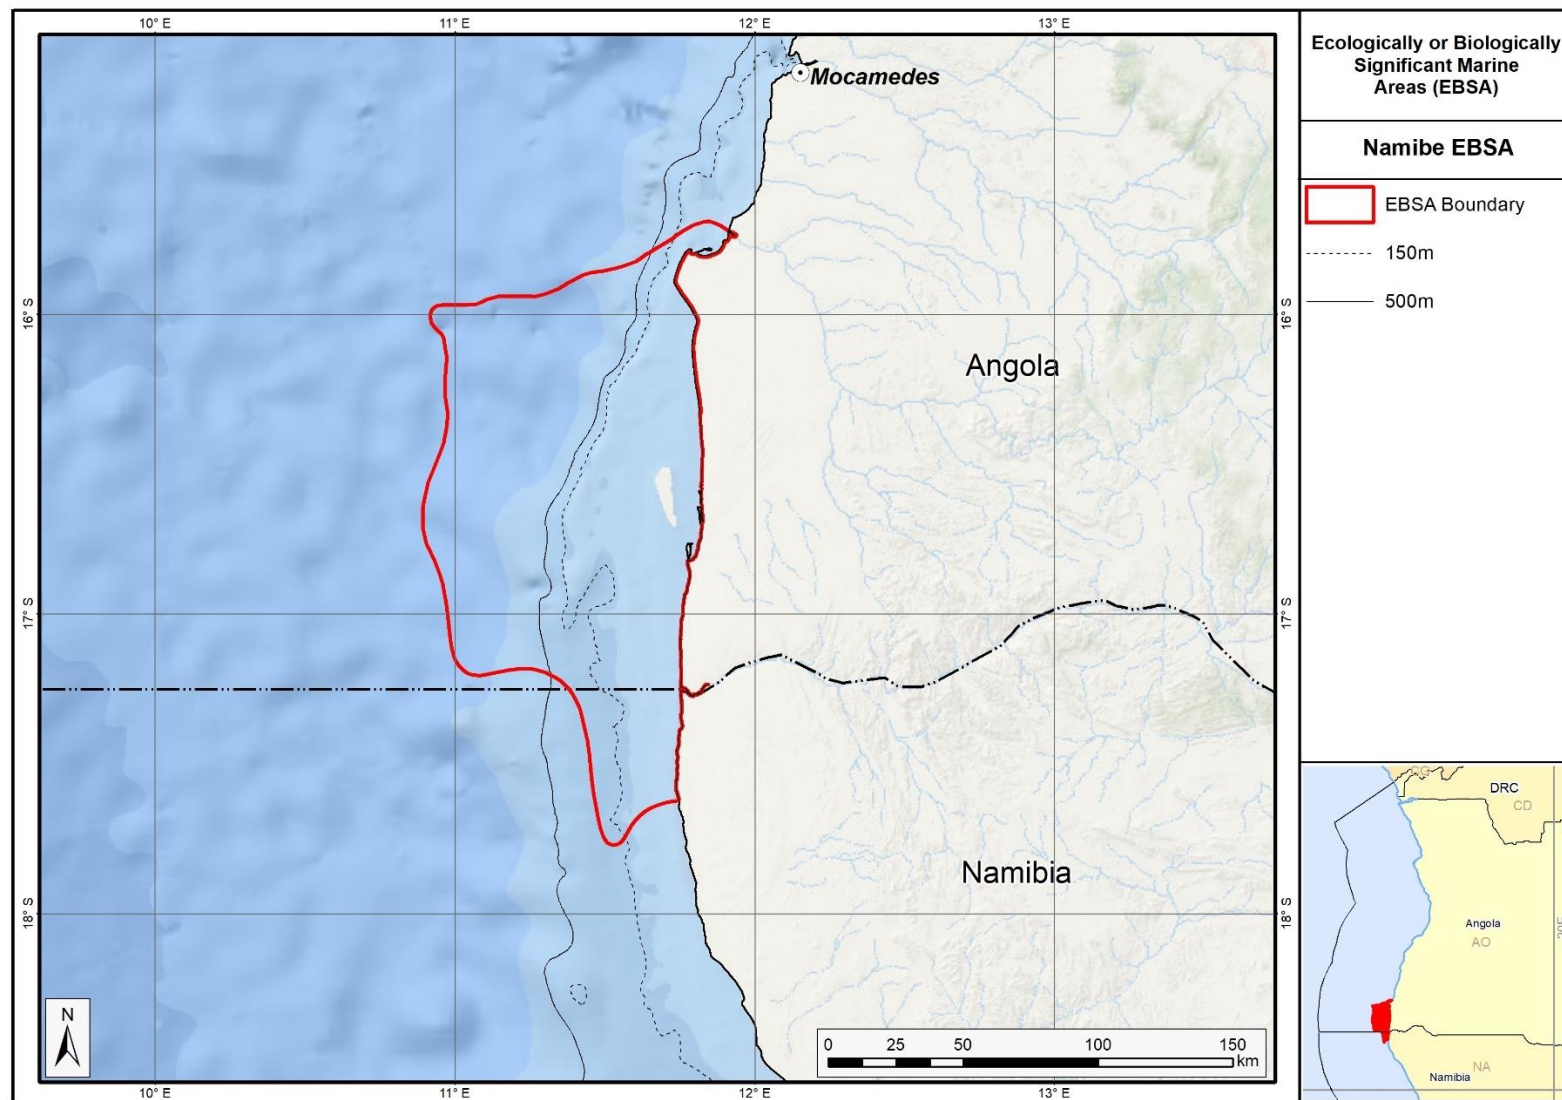 10° E
11° E
12° E
13° E
Mocamedes
16° S
16° S
Angola
17° S
17° S
Namibia
18° S
18° S
N
0
25
50
100
150
km
10° E
11° E
12° E
13° E
Ecologically or Biologically
Significant Marine
Areas (EBSA)
Namibe EBSA
EBSA Boundary
150m
500m
CG
DRC
CD
Angola
AO
NA
Namibia